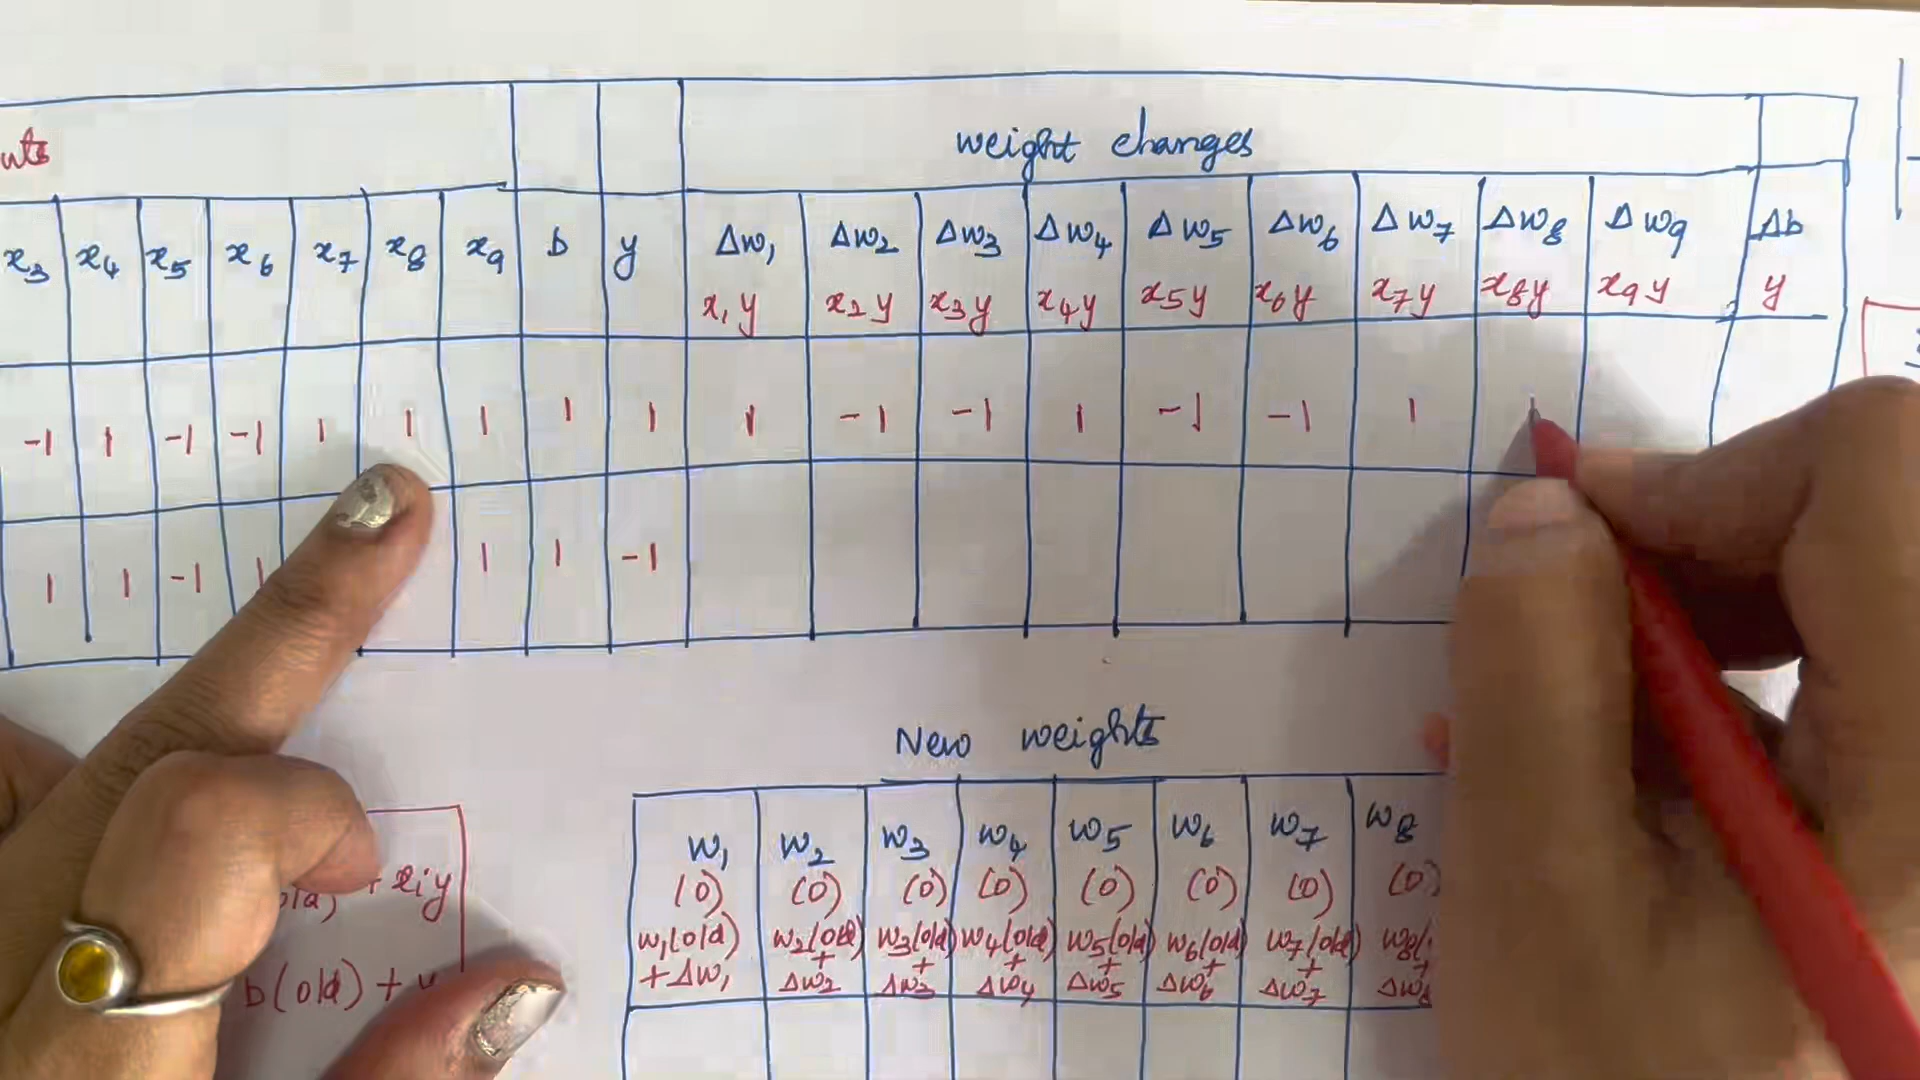 weight changes
x3 x4 x5 x6 x7 x8 x9 b y Δw1 Δw2 Δw3 Δw4 Δw5 Δw6 Δw7 Δw8 Δw9 Δb
x1y x2y x3y x4y x5y x6y x7y x8y x9y y
-1 1 -1 -1 1 1 1 1 1 1 -1 -1 1 -1 -1 1
1 1 -1 1 1 1 -1
New weights
w1 w2 w3 w4 w5 w6 w7 w8
(0) (0) (0) (0) (0) (0) (0) (0)
w1(old) w2(old) w3(old) w4(old) w5(old) w6(old) w7(old)
+Δw1 + Δw2 + Δw3 + Δw4 + Δw5 + Δw6 + Δw7 + Δw8
+ xiy
b(old) +